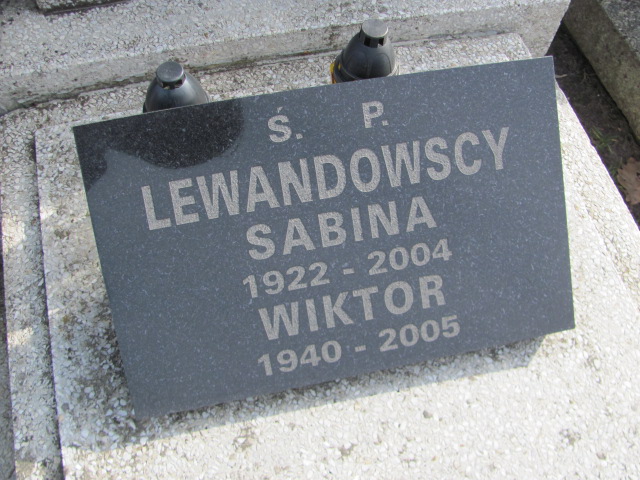 Ś. P.
LEWANDOWSCY
SABINA
1922 - 2004
WIKTOR
1940 - 2005